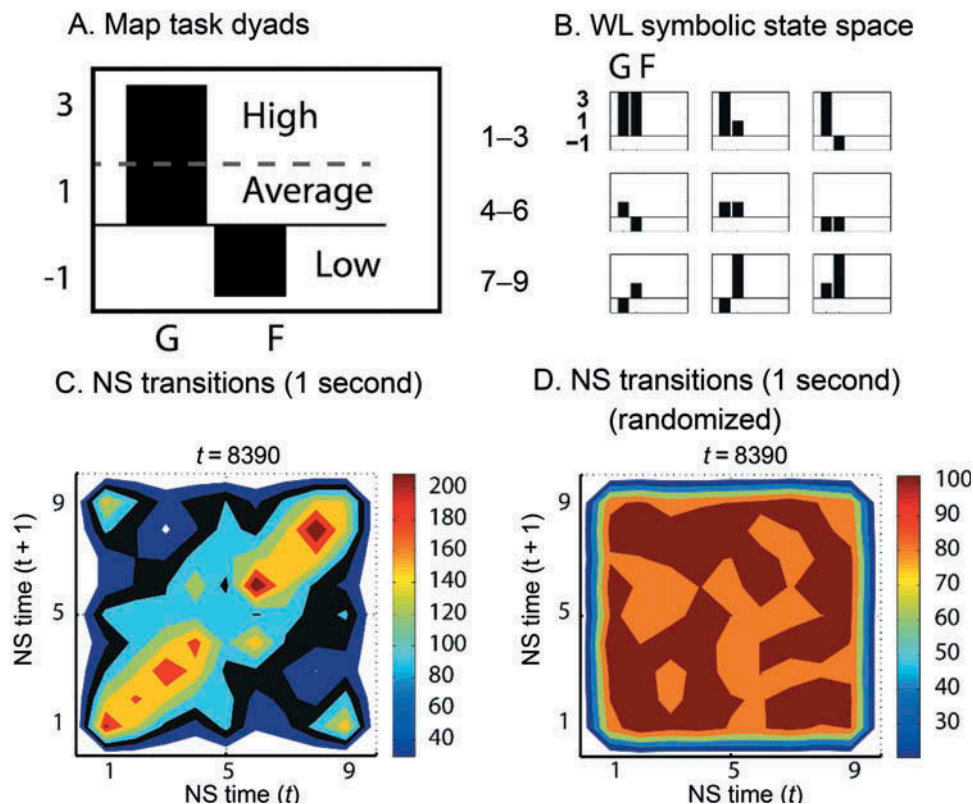 A. Map task dyads
3
High
1
Average
-1
Low
G F
B. WL symbolic state space
G F
1–3
3
1
−1
4–6
7–9
C. NS transitions (1 second)
t = 8390
NS time (t + 1)
9
5
1
1 5 9
NS time (t)
200
180
160
140
120
100
80
60
40
D. NS transitions (1 second)
(randomized)
t = 8390
NS time (t + 1)
9
5
1
1 5 9
NS time (t)
100
90
80
70
60
50
40
30